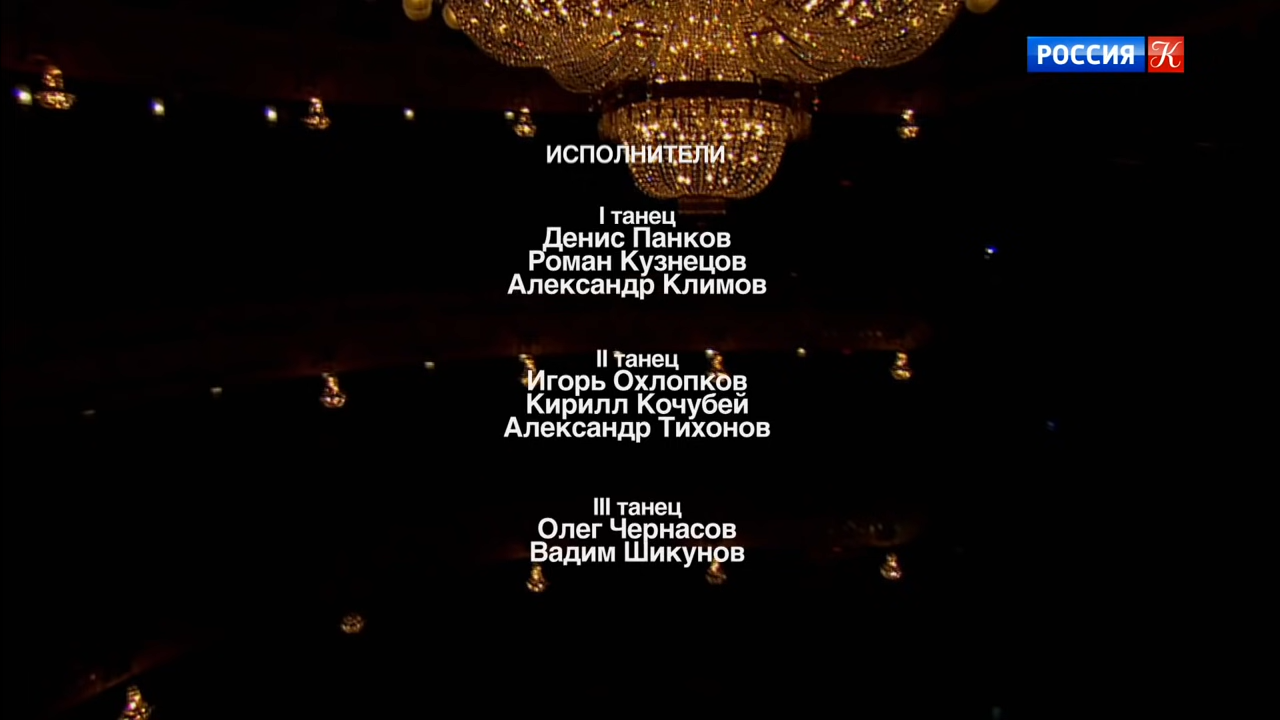 РОССИЯ К
ИСПОЛНИТЕЛИ
I танец
Денис Панков
Роман Кузнецов
Александр Климов
II танец
Игорь Охлопков
Кирилл Кочубей
Александр Тихонов
III танец
Олег Чернасов
Вадим Шикунов